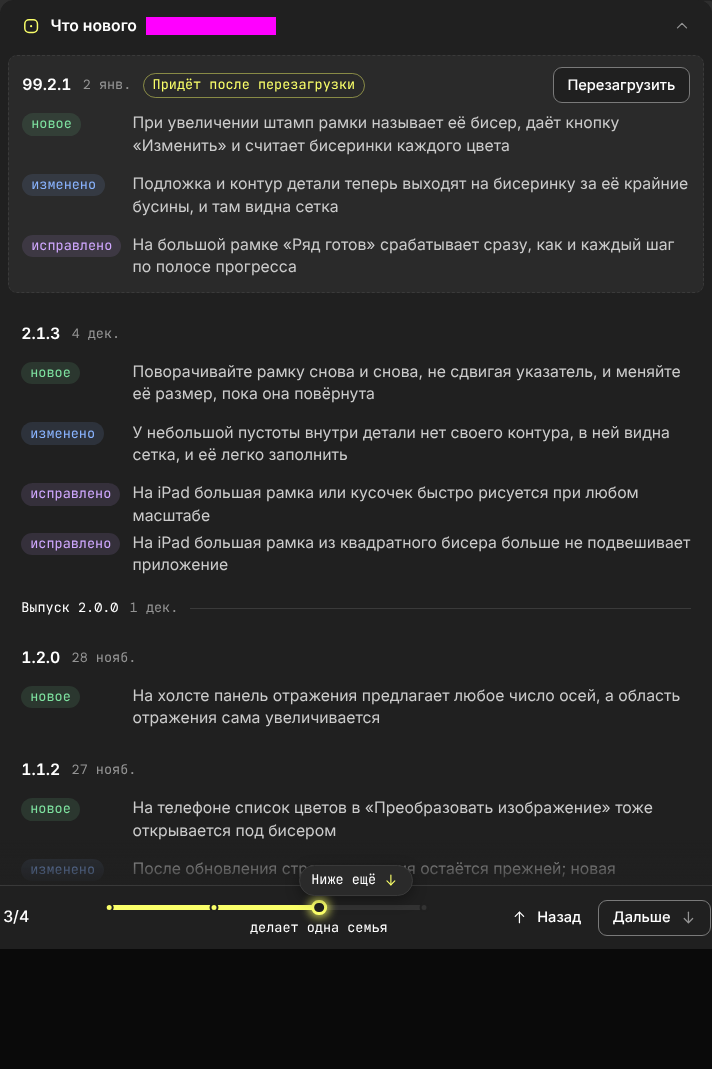 Что нового
99.2.1 2 янв. Придёт после перезагрузки Перезагрузить
новое При увеличении штамп рамки называет её бисер, даёт кнопку
«Изменить» и считает бисеринки каждого цвета
изменено Подложка и контур детали теперь выходят на бисеринку за её крайние
бусины, и там видна сетка
исправлено На большой рамке «Ряд готов» срабатывает сразу, как и каждый шаг
по полосе прогресса
2.1.3 4 дек.
новое Поворачивайте рамку снова и снова, не сдвигая указатель, и меняйте
её размер, пока она повёрнута
изменено У небольшой пустоты внутри детали нет своего контура, в ней видна
сетка, и её легко заполнить
исправлено На iPad большая рамка или кусочек быстро рисуется при любом
масштабе
исправлено На iPad большая рамка из квадратного бисера больше не подвешивает
приложение
Выпуск 2.0.0 1 дек.
1.2.0 28 нояб.
новое На холсте панель отражения предлагает любое число осей, а область
отражения сама увеличивается
1.1.2 27 нояб.
новое На телефоне список цветов в «Преобразовать изображение» тоже
открывается под бисером
изменено После обновления остаётся прежней; новая
Ниже ещё ↓
3/4 ↑ Назад Дальше ↓
делает одна семья